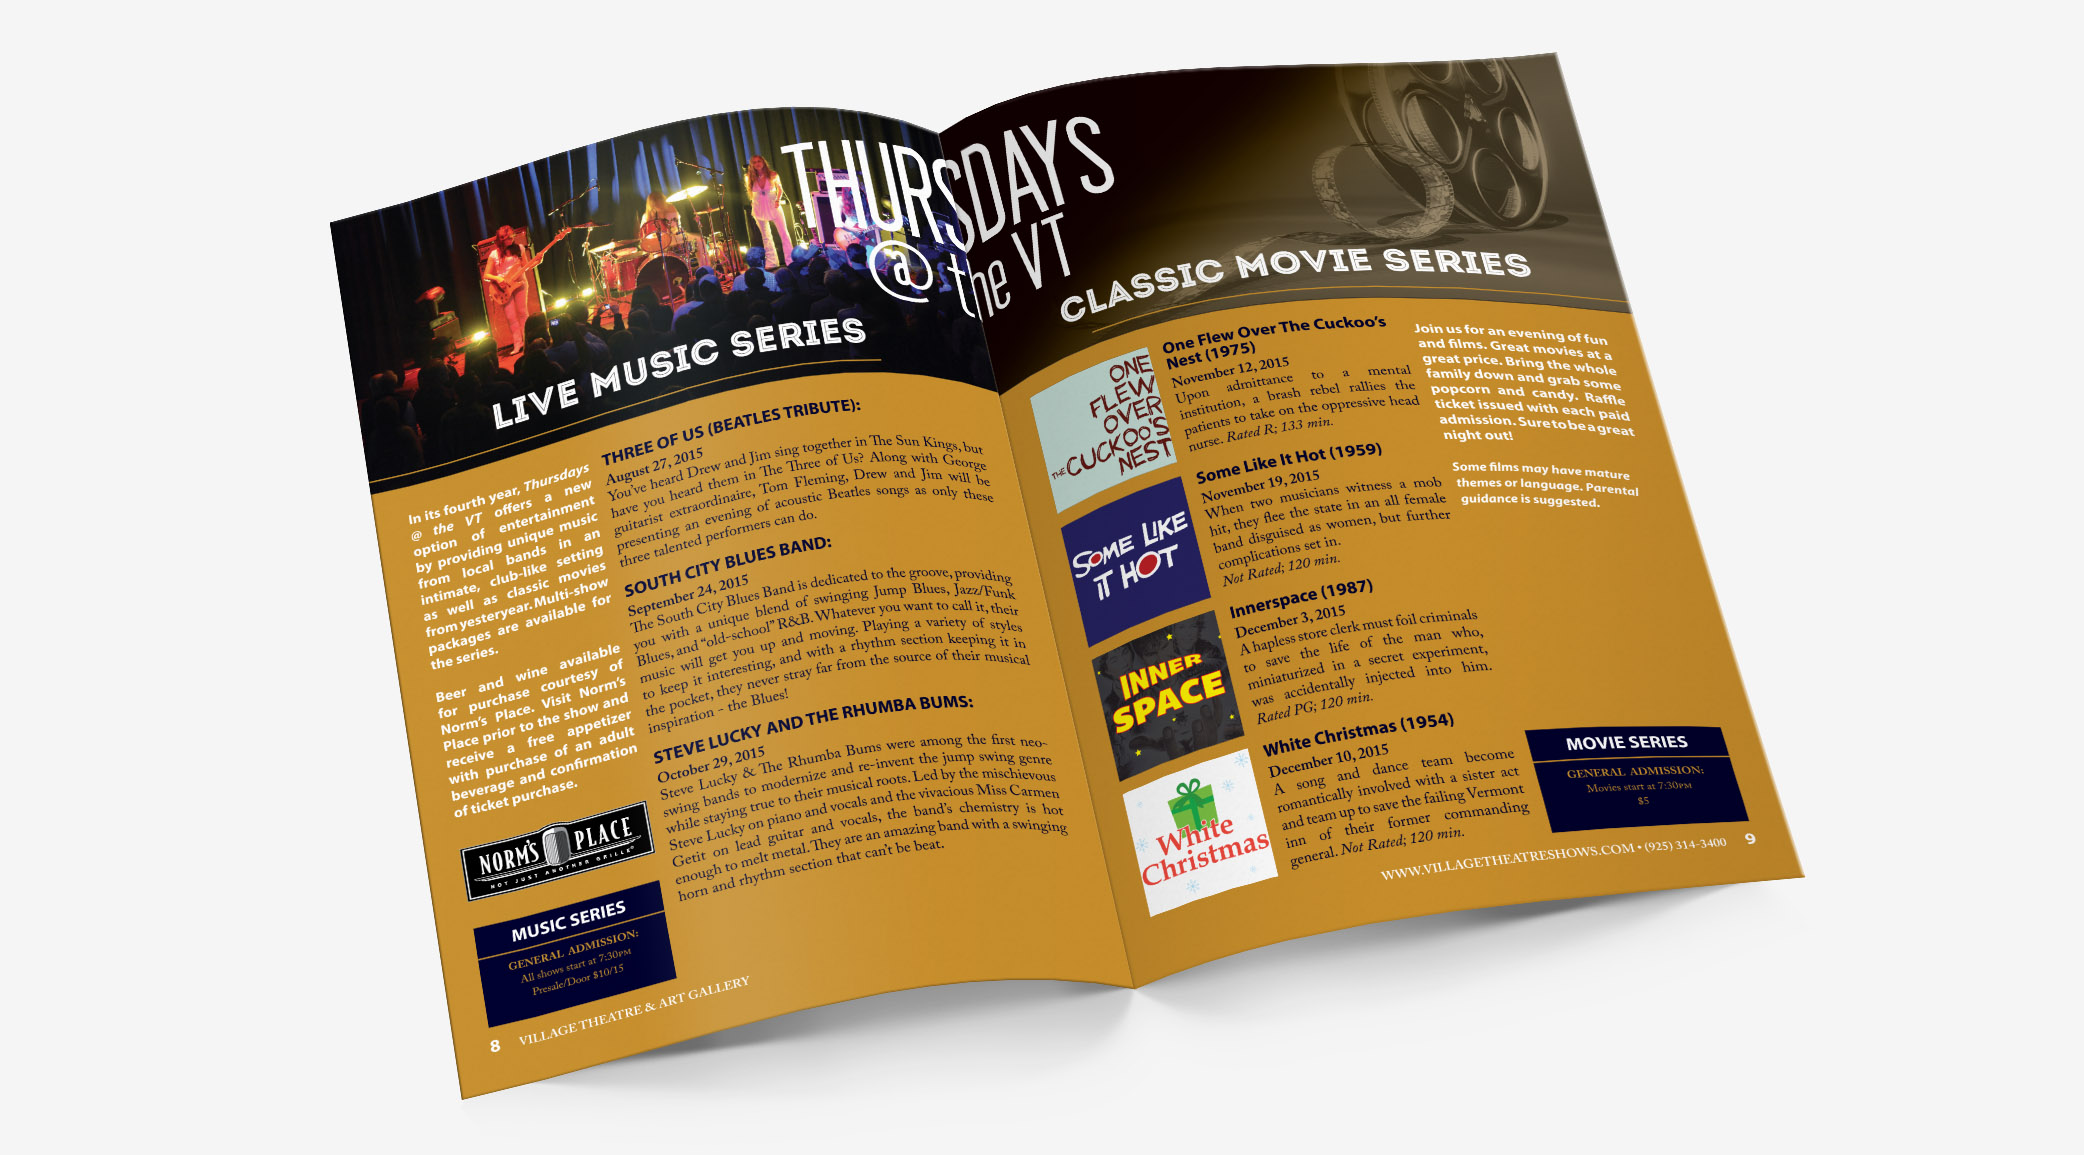 THURSDAYS
@ the VT
LIVE MUSIC SERIES
In its fourth year, Thursdays
@ the VT offers a new
option of entertainment
by providing unique music
from local bands in an
intimate, club-like setting
as well as classic movies
from yesteryear. Multi-show
packages are available for
the series.
Beer and wine available
for purchase courtesy of
Norm's Place. Visit Norm's
Place prior to the show and
receive a free appetizer
with purchase of an adult
beverage and confirmation
of ticket purchase.
NORM'S PLACE
NOT JUST ANOTHER GRILLE
MUSIC SERIES
GENERAL ADMISSION:
All shows start at 7:30PM
Presale/Door $10/15
THREE OF US (BEATLES TRIBUTE):
August 27, 2015
You've heard Drew and Jim sing together in The Sun Kings, but
have you heard them in The Three of Us? Along with George
guitarist extraordinaire, Tom Fleming, Drew and Jim will be
presenting an evening of acoustic Beatles songs as only these
three talented performers can do.
SOUTH CITY BLUES BAND:
September 24, 2015
The South City Blues Band is dedicated to the groove, providing
you with a unique blend of swinging Jump Blues, Jazz/Funk
Blues, and "old-school" R&B. Whatever you want to call it, their
music will get you up and moving. Playing a variety of styles
to keep it interesting, and with a rhythm section keeping it in
the pocket, they never stray far from the source of their musical
inspiration – the Blues!
STEVE LUCKY AND THE RHUMBA BUMS:
October 29, 2015
Steve Lucky & The Rhumba Bums were among the first neo-
swing bands to modernize and re-invent the jump swing genre
while staying true to their musical roots. Led by the mischievous
Steve Lucky on piano and vocals and the vivacious Miss Carmen
Getit on lead guitar and vocals, the band's chemistry is hot
enough to melt metal. They are an amazing band with a swinging
horn and rhythm section that can't be beat.
8 VILLAGE THEATRE & ART GALLERY
CLASSIC MOVIE SERIES
ONE
FLEW
OVER
THE CUCKOO'S
NEST
One Flew Over The Cuckoo's
Nest (1975)
November 12, 2015
Upon admittance to a mental
institution, a brash rebel rallies the
patients to take on the oppressive head
nurse. Rated R; 133 min.
SOME LIKE
IT HOT
Some Like It Hot (1959)
November 19, 2015
When two musicians witness a mob
hit, they flee the state in an all female
band disguised as women, but further
complications set in.
Not Rated; 120 min.
INNER
SPACE
Innerspace (1987)
December 3, 2015
A hapless store clerk must foil criminals
to save the life of the man who,
miniaturized in a secret experiment,
was accidentally injected into him.
Rated PG; 120 min.
White
Christmas
White Christmas (1954)
December 10, 2015
A song and dance team become
romantically involved with a sister act
and team up to save the failing Vermont
inn of their former commanding
general. Not Rated; 120 min.
Join us for an evening of fun
and films. Great movies at a
great price. Bring the whole
family down and grab some
popcorn and candy. Raffle
ticket issued with each paid
admission. Sure to be a great
night out!
Some films may have mature
themes or language. Parental
guidance is suggested.
MOVIE SERIES
GENERAL ADMISSION:
Movies start at 7:30PM
$5
WWW.VILLAGETHEATRESHOWS.COM • (925) 314-3400 9